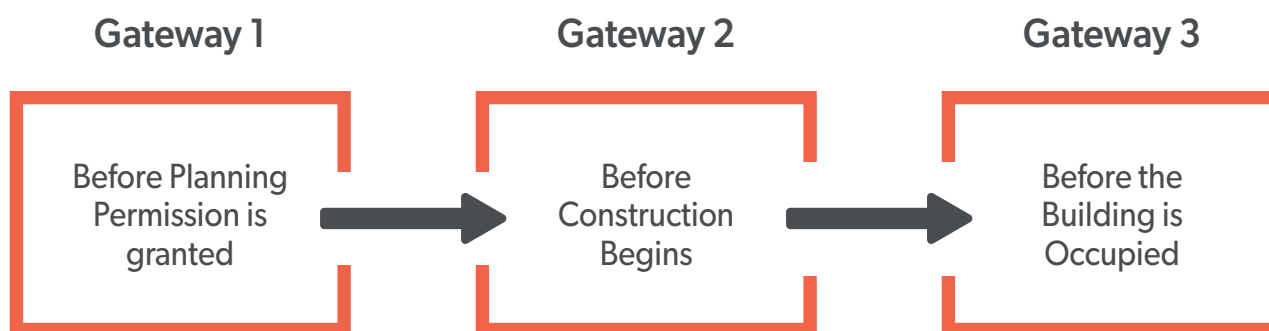 Gateway 1
Gateway 2
Gateway 3
Before Planning
Permission is
granted
Before
Construction
Begins
Before the
Building is
Occupied